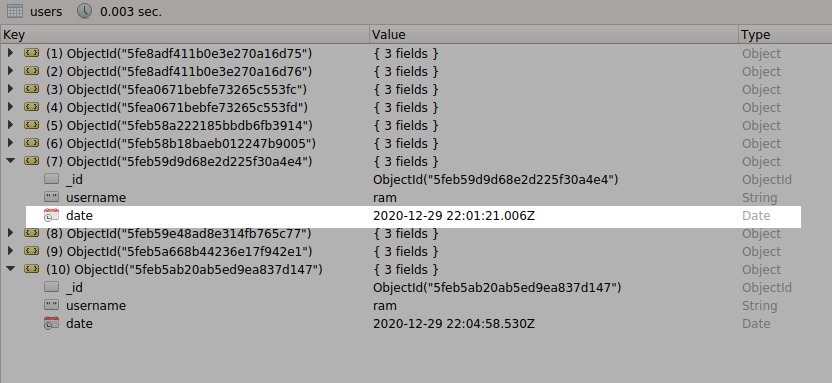 users 0.003 sec.
Key Value Type
(1) ObjectId("5fe8adf411b0e3e270a16d75") { 3 fields } Object
(2) ObjectId("5fe8adf411b0e3e270a16d76") { 3 fields } Object
(3) ObjectId("5fea0671bebfe73265c553fc") { 3 fields } Object
(4) ObjectId("5fea0671bebfe73265c553fd") { 3 fields } Object
(5) ObjectId("5feb58a222185bbdb6fb3914") { 3 fields } Object
(6) ObjectId("5feb58b18baeb012247b9005") { 3 fields } Object
(7) ObjectId("5feb59d9d68e2d225f30a4e4") { 3 fields } Object
_id ObjectId("5feb59d9d68e2d225f30a4e4") ObjectId
username ram String
date 2020-12-29 22:01:21.006Z Date
(8) ObjectId("5feb59e48ad8e314fb765c77") { 3 fields } Object
(9) ObjectId("5feb5a668b44236e17f942e1") { 3 fields } Object
(10) ObjectId("5feb5ab20ab5ed9ea837d147") { 3 fields } Object
_id ObjectId("5feb5ab20ab5ed9ea837d147") ObjectId
username ram String
date 2020-12-29 22:04:58.530Z Date